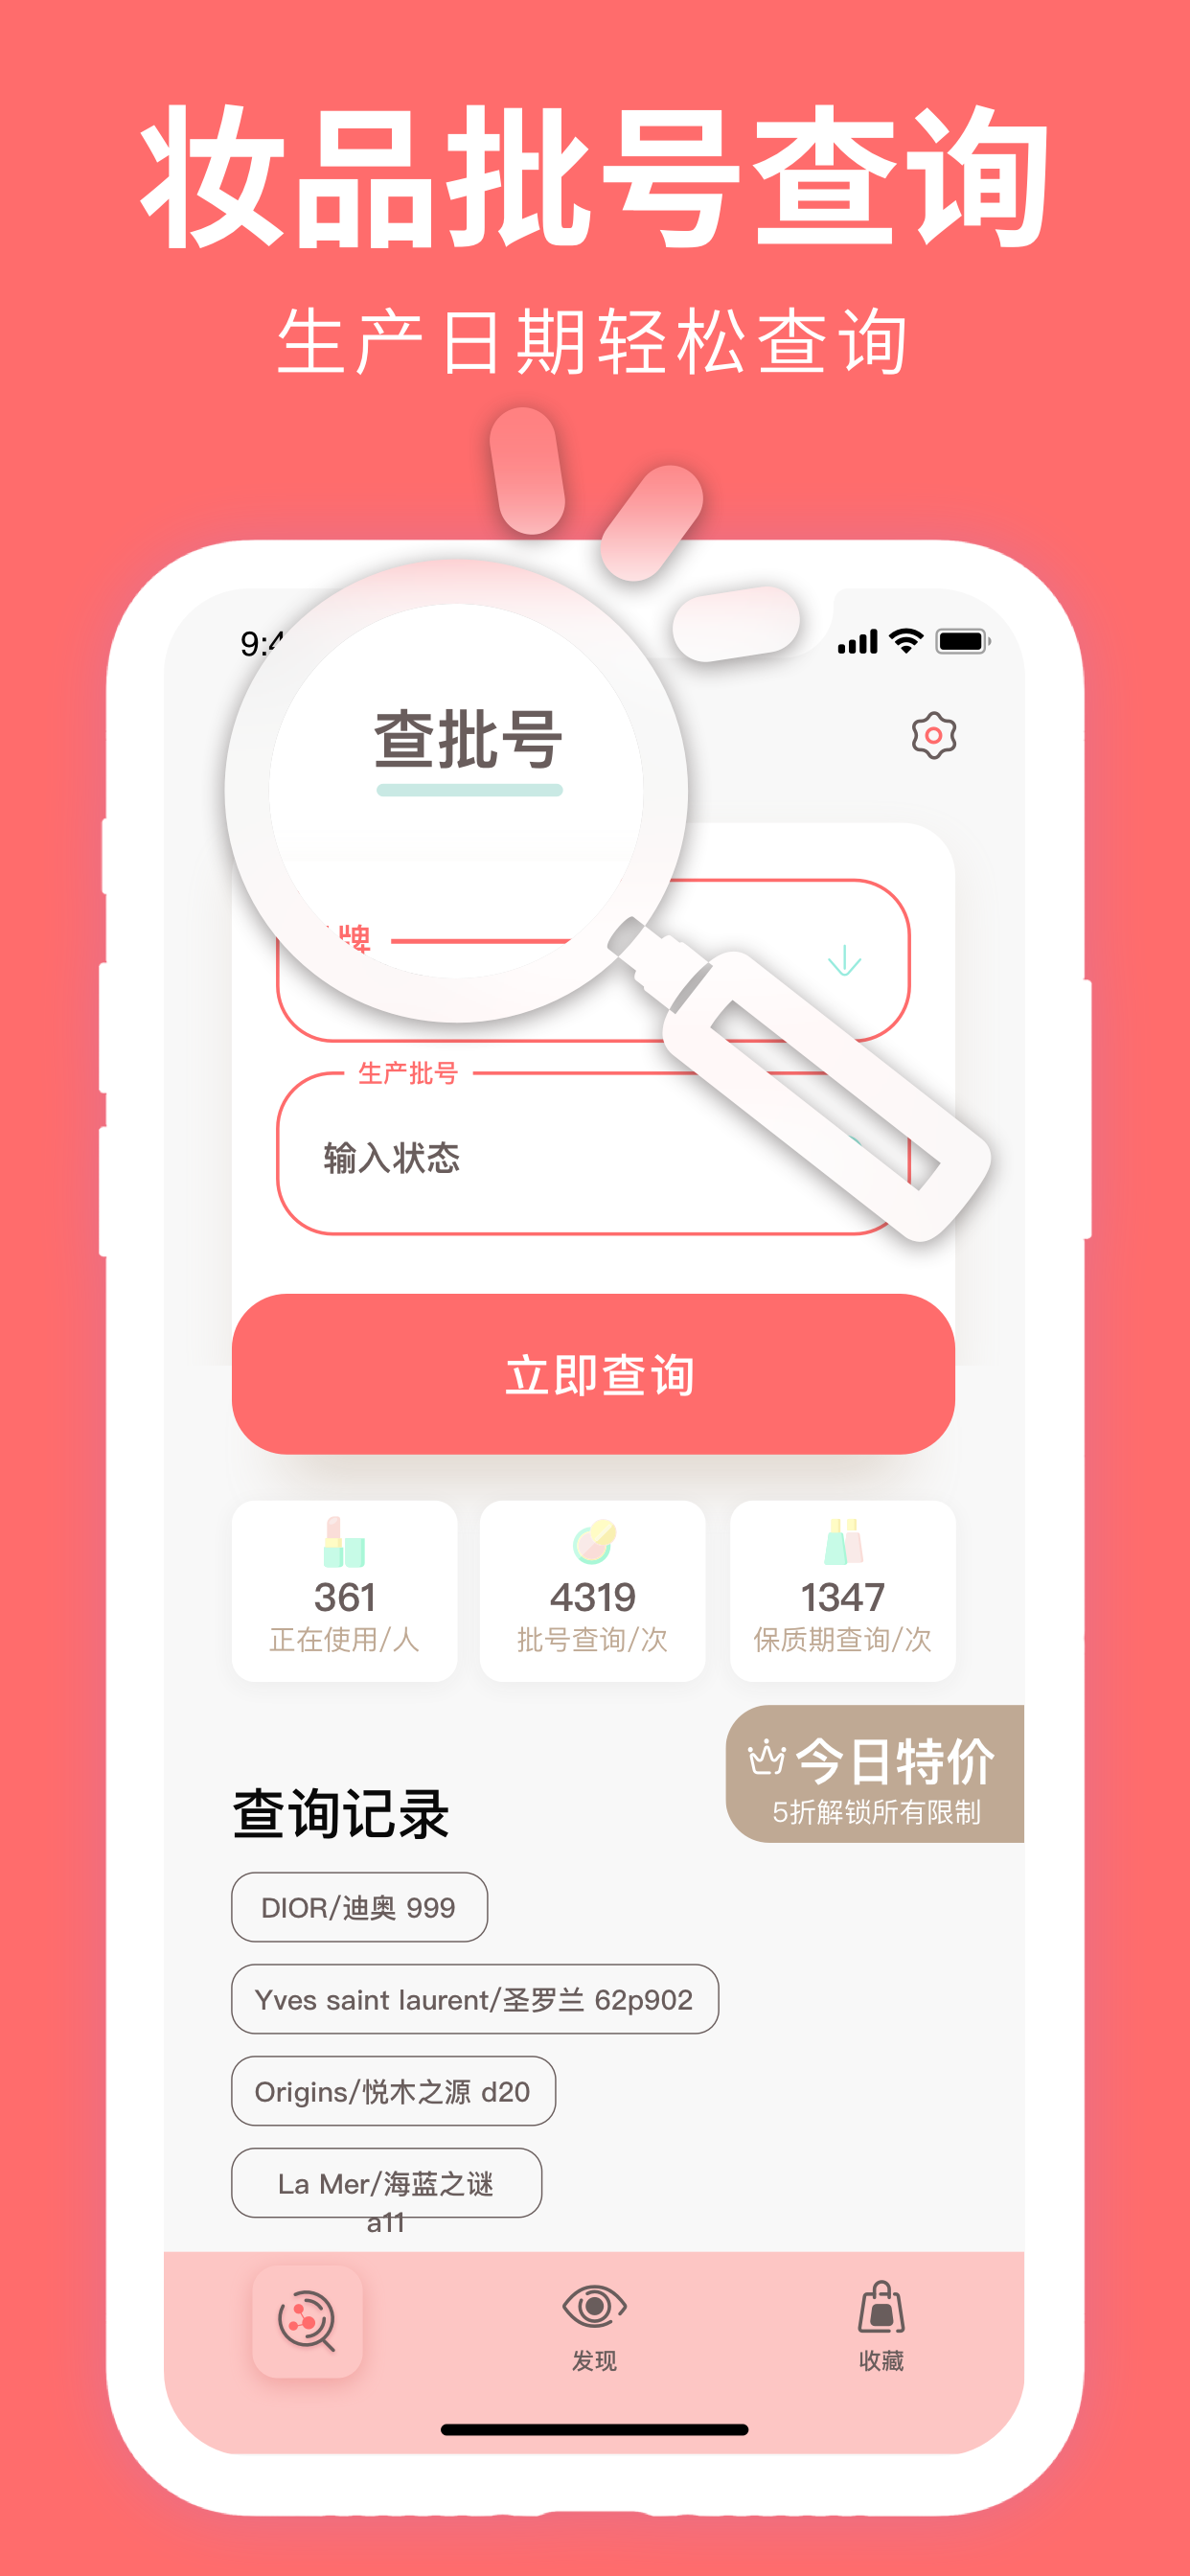 妆品批号查询
生产日期轻松查询
查批号
牌
生产批号
输入状态
立即查询
361
正在使用/人
4319
批号查询/次
1347
保质期查询/次
今日特价
5折解锁所有限制
查询记录
DIOR/迪奥 999
Yves saint laurent/圣罗兰 62p902
Origins/悦木之源 d20
La Mer/海蓝之谜
a11
发现
收藏